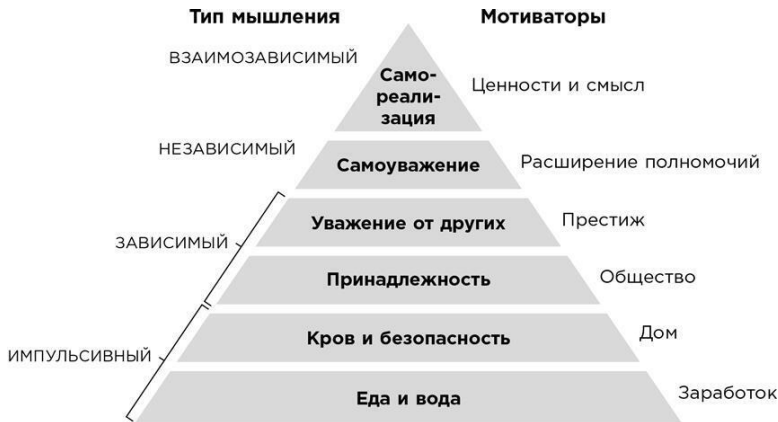 Тип мышления
Мотиваторы
ВЗАИМОЗАВИСИМЫЙ
Само-
реали-
зация
Ценности и смысл
НЕЗАВИСИМЫЙ
Самоуважение
Расширение полномочий
Уважение от других
Престиж
ЗАВИСИМЫЙ
Принадлежность
Общество
Кров и безопасность
Дом
ИМПУЛЬСИВНЫЙ
Еда и вода
Заработок